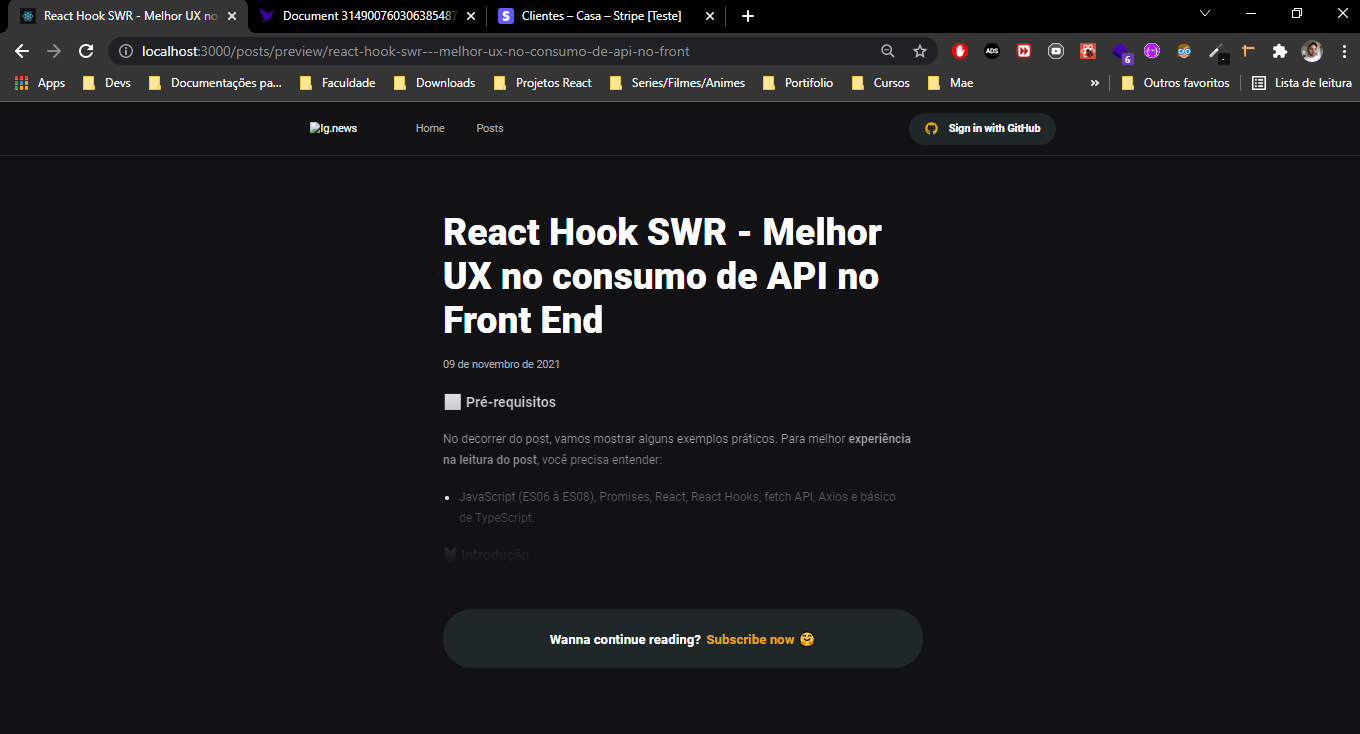 React Hook SWR - Melhor UX no
Document 314900760306385487
Clientes – Casa – Stripe [Teste]
localhost:3000/posts/preview/react-hook-swr---melhor-ux-no-consumo-de-api-no-front
ADS
6
Apps
Devs
Documentações pa...
Faculdade
Downloads
Projetos React
Series/Filmes/Animes
Portifolio
Cursos
Mae
»
Outros favoritos
Lista de leitura
Ig.news
Home
Posts
Sign in with GitHub
React Hook SWR - Melhor
UX no consumo de API no
Front End
09 de novembro de 2021
Pré-requisitos
No decorrer do post, vamos mostrar alguns exemplos práticos. Para melhor experiência
na leitura do post, você precisa entender:
JavaScript (ES06 à ES08), Promises, React, React Hooks, fetch API, Axios e básico
de TypeScript.
Introdução
Wanna continue reading? Subscribe now 🤗